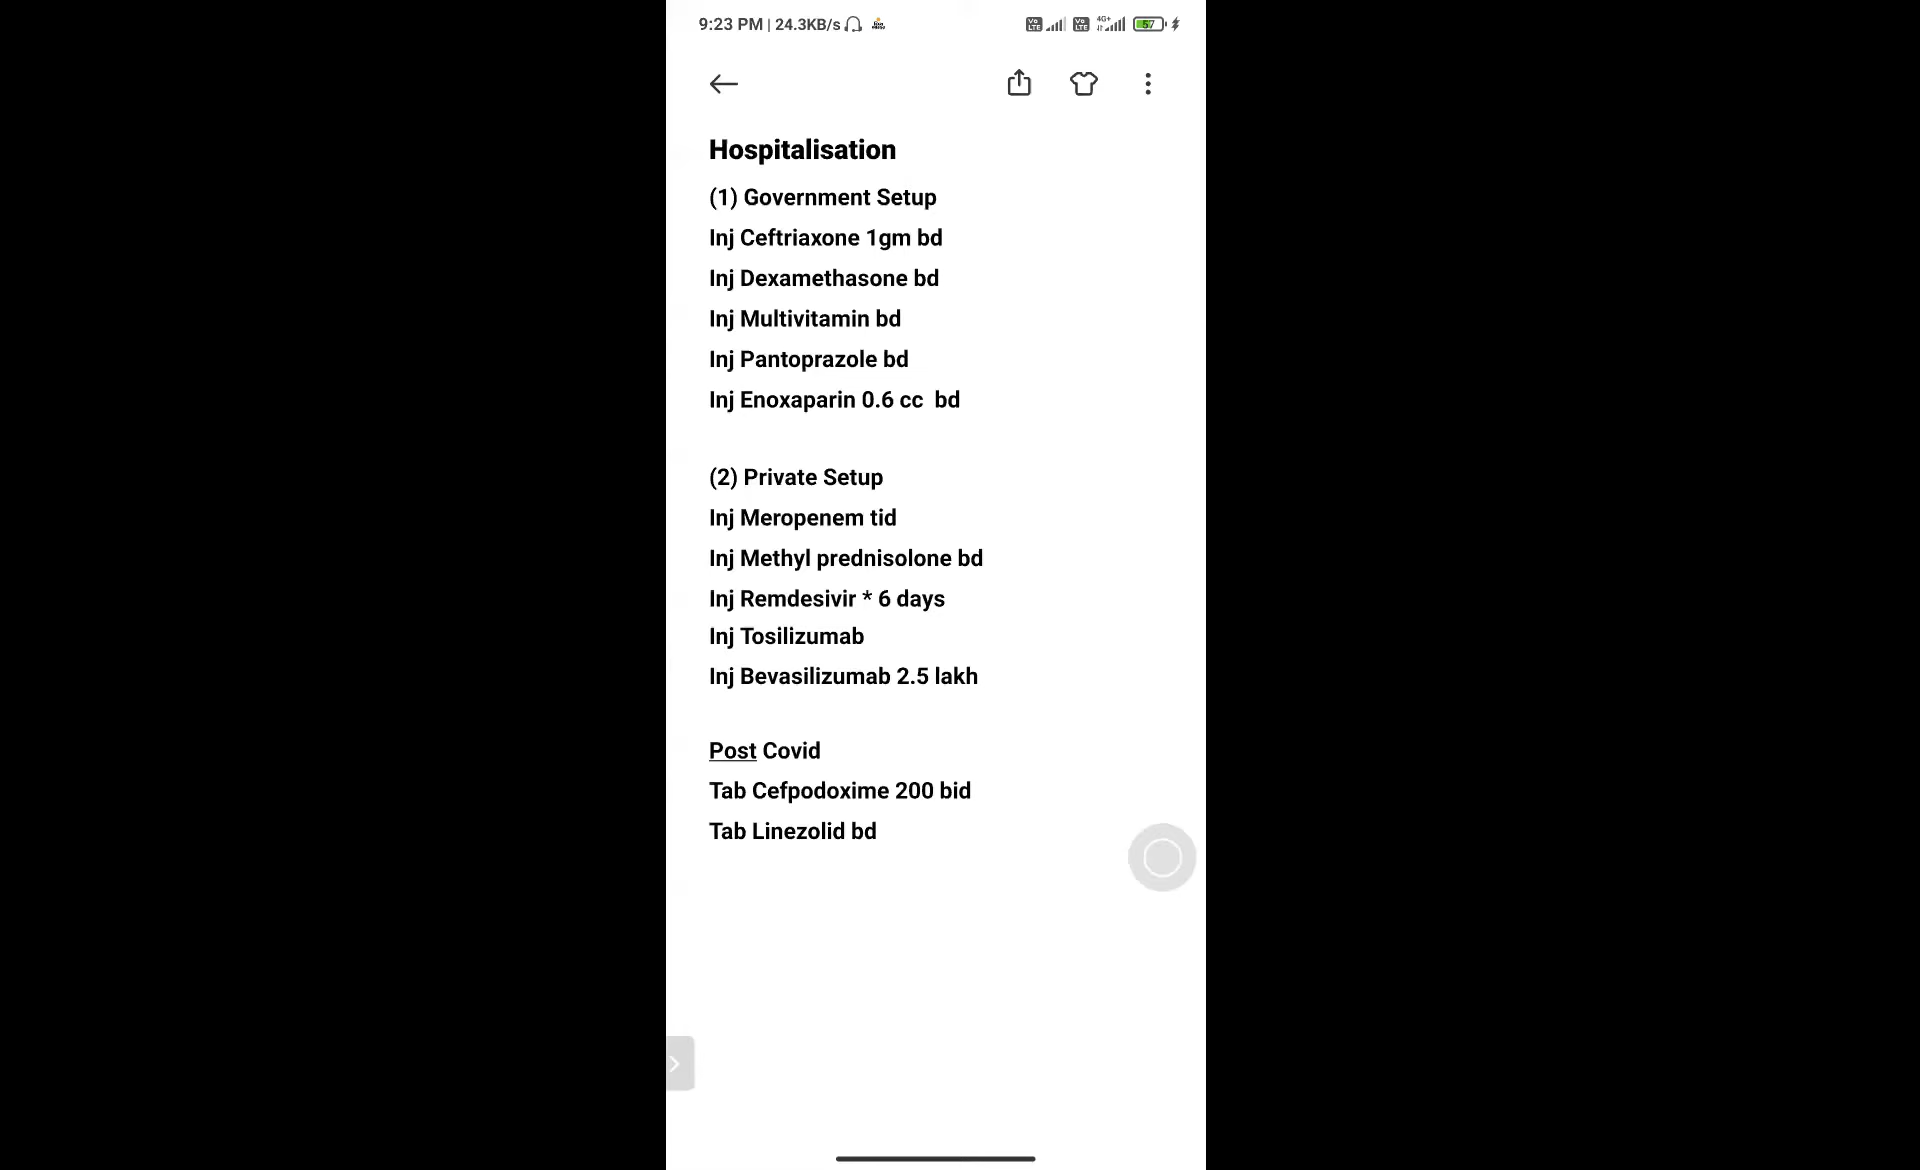 9:23 PM | 24.3KB/s
4G+
57
Hospitalisation
(1) Government Setup
Inj Ceftriaxone 1gm bd
Inj Dexamethasone bd
Inj Multivitamin bd
Inj Pantoprazole bd
Inj Enoxaparin 0.6 cc  bd
(2) Private Setup
Inj Meropenem tid
Inj Methyl prednisolone bd
Inj Remdesivir * 6 days
Inj Tosilizumab
Inj Bevasilizumab 2.5 lakh
Post Covid
Tab Cefpodoxime 200 bid
Tab Linezolid bd